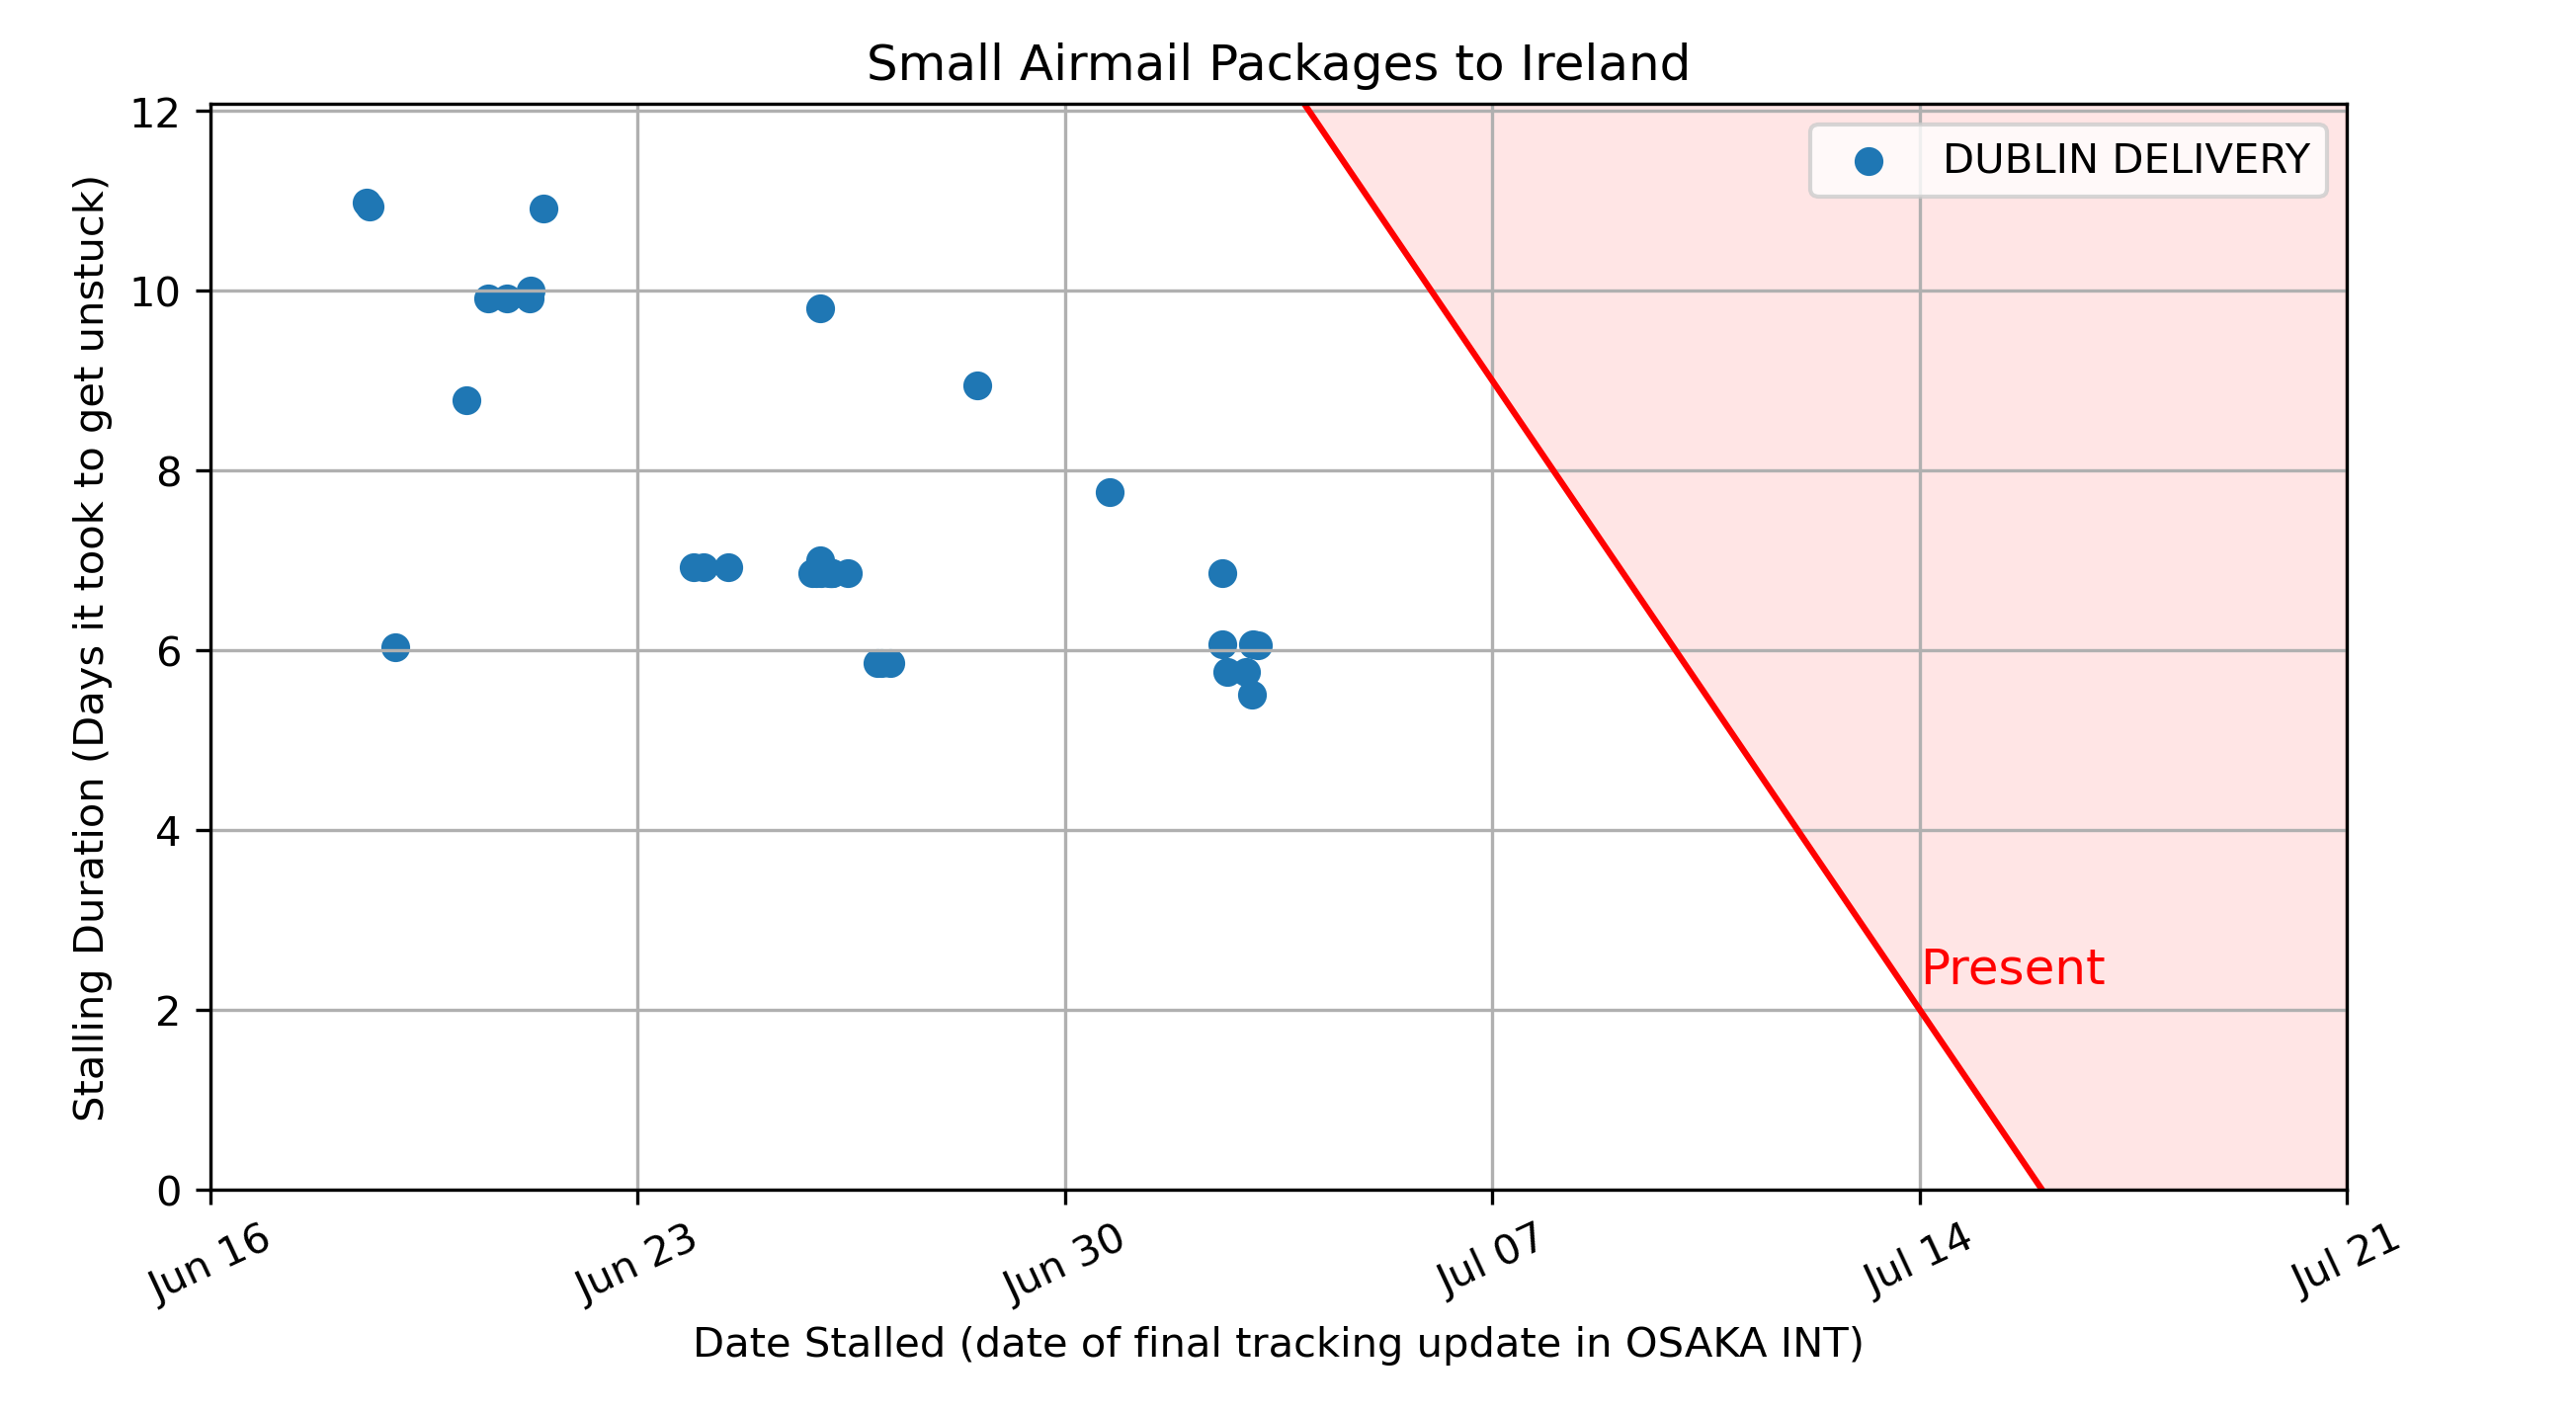 Small Airmail Packages to Ireland
12
10
8
6
4
2
0
Stalling Duration (Days it took to get unstuck)
DUBLIN DELIVERY
Present
Jun 16
Jun 23
Jun 30
Jul 07
Jul 14
Jul 21
Date Stalled (date of final tracking update in OSAKA INT)